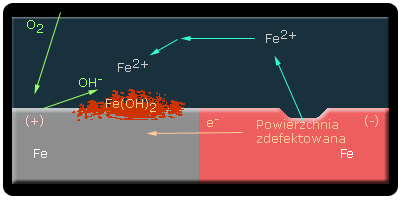 O₂
Fe²⁺
Fe²⁺
OH⁻
Fe(OH)₂
(+)
e⁻
Powierzchnia
zdefektowana
(-)
Fe
Fe